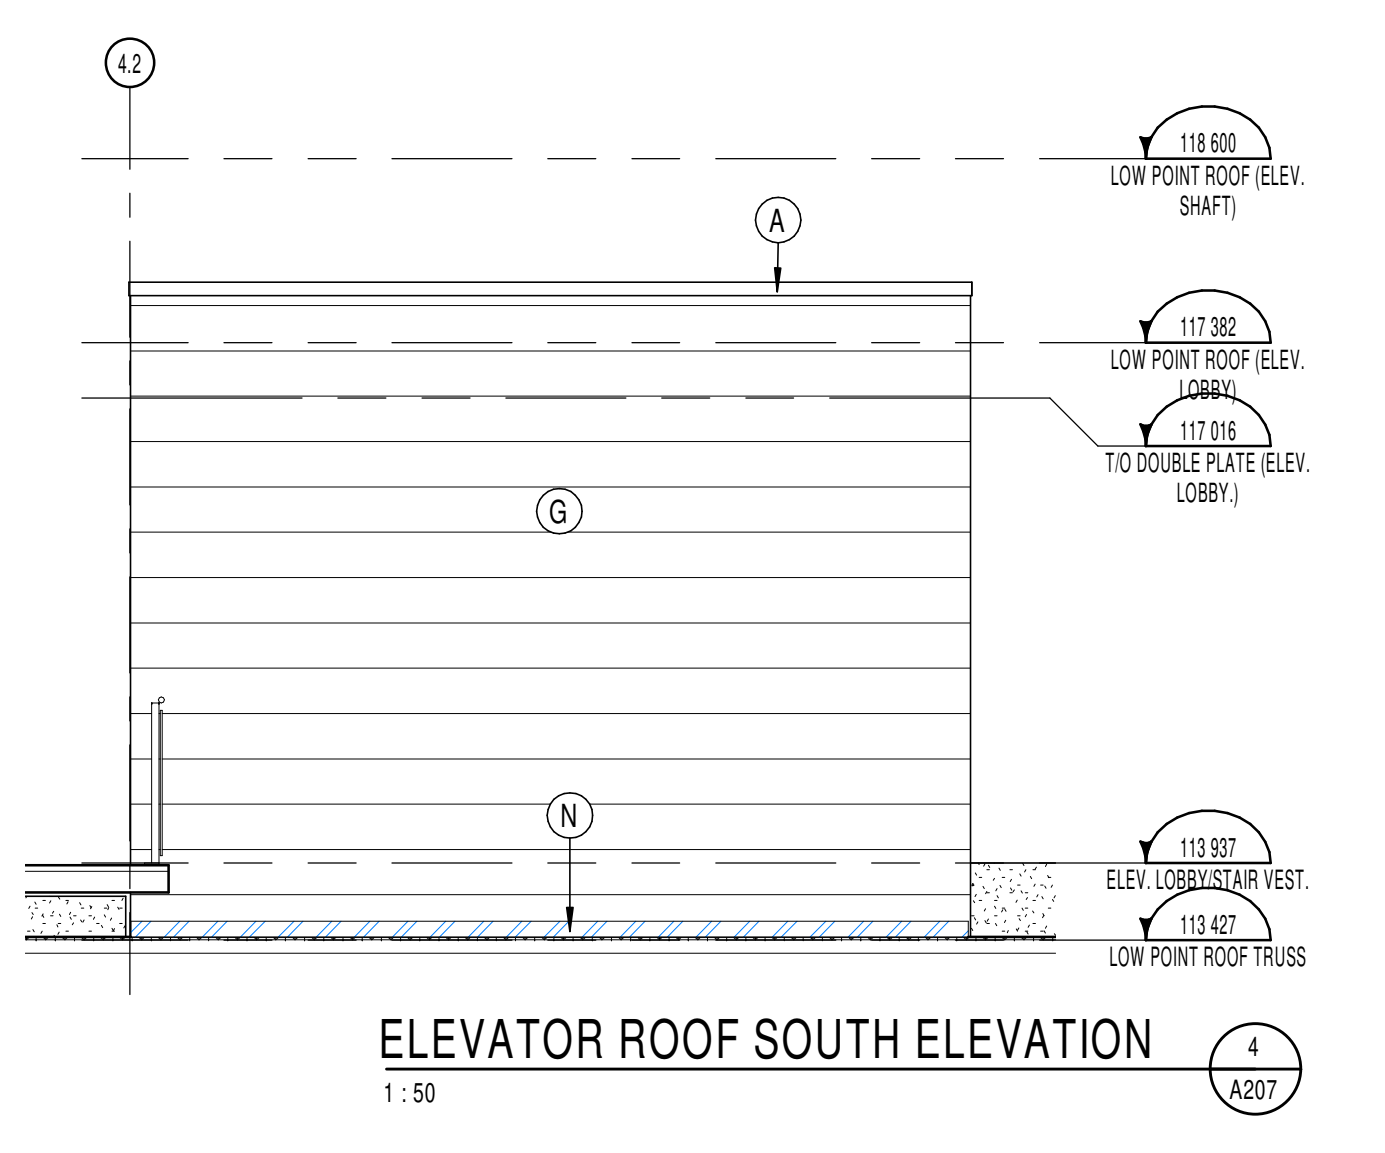 4.2
118 600
LOW POINT ROOF (ELEV.
SHAFT)
A
117 382
LOW POINT ROOF (ELEV.
LOBBY)
117 016
T/O DOUBLE PLATE (ELEV.
LOBBY.)
G
N
113 937
ELEV. LOBBY/STAIR VEST.
113 427
LOW POINT ROOF TRUSS
ELEVATOR ROOF SOUTH ELEVATION
4
1 : 50
A207